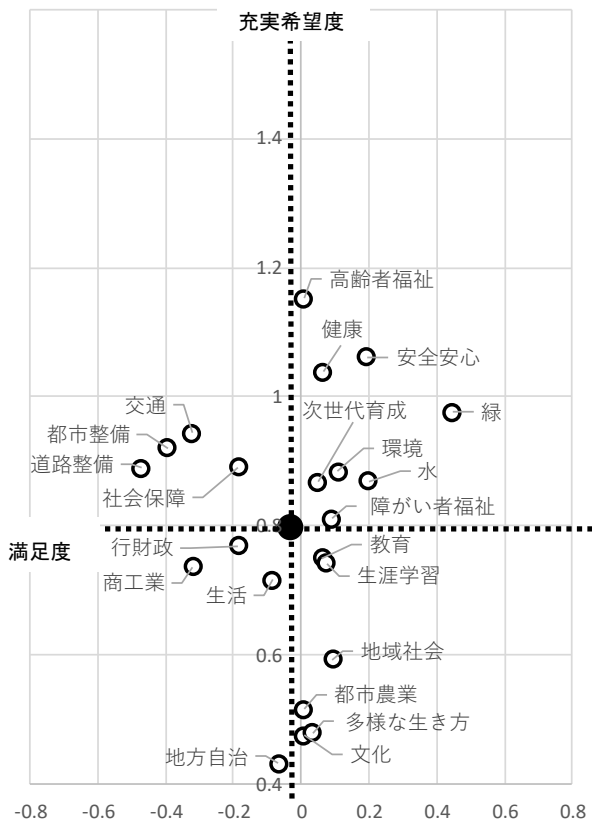 充実希望度
1.4
1.2
高齢者福祉
健康
安全安心
1
次世代育成
緑
交通
都市整備
環境
道路整備
水
社会保障
障がい者福祉
0.8
満足度
行財政
教育
商工業
生涯学習
生活
地域社会
0.6
都市農業
多様な生き方
地方自治
文化
0.4
-0.8 -0.6 -0.4 -0.2 0 0.2 0.4 0.6 0.8